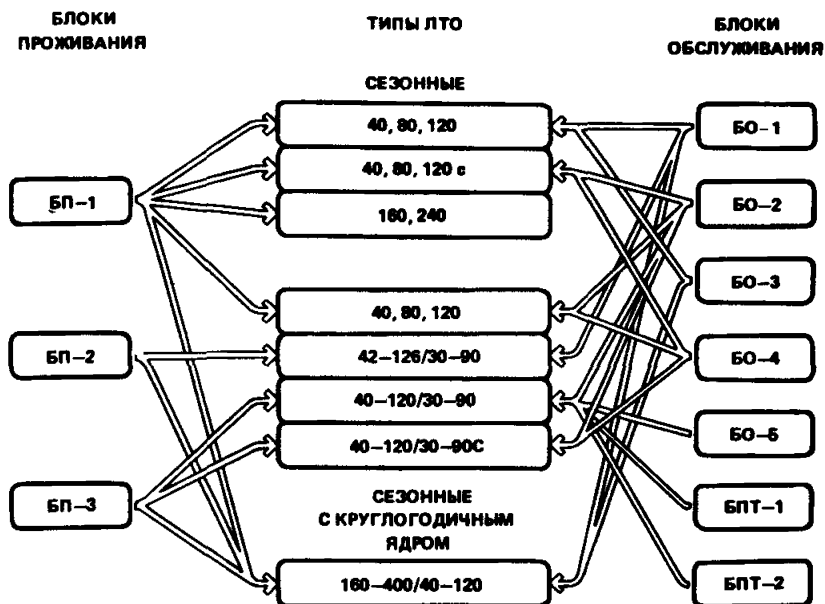 БЛОКИ
ПРОЖИВАНИЯ
ТИПЫ ЛТО
БЛОКИ
ОБСЛУЖИВАНИЯ
СЕЗОННЫЕ
40, 80, 120
40, 80, 120 с
160, 240
40, 80, 120
42–126/30–90
40–120/30–90
40–120/30–90С
СЕЗОННЫЕ
С КРУГЛОГОДИЧНЫМ
ЯДРОМ
160–400/40–120
БП–1
БП–2
БП–3
БО–1
БО–2
БО–3
БО–4
БО–5
БПТ–1
БПТ–2